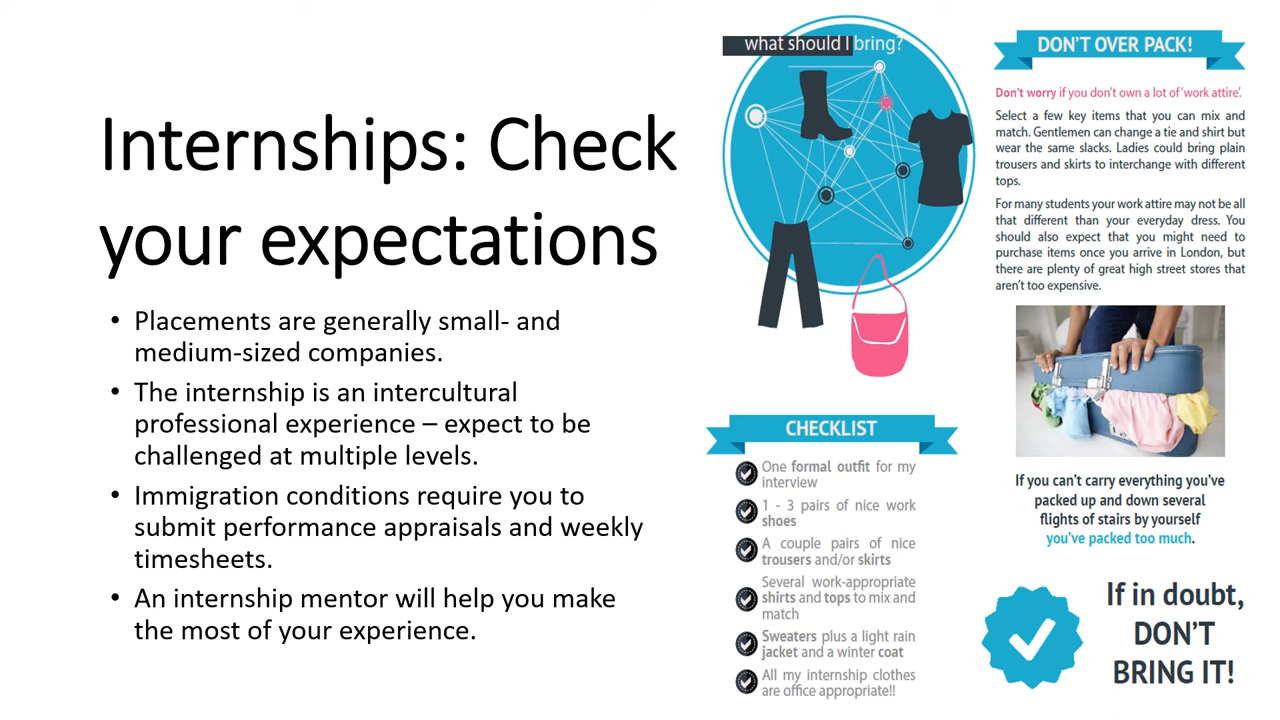 Internships: Check
your expectations
• Placements are generally small- and
medium-sized companies.
• The internship is an intercultural
professional experience – expect to be
challenged at multiple levels.
• Immigration conditions require you to
submit performance appraisals and weekly
timesheets.
• An internship mentor will help you make
the most of your experience.
what should I bring?
CHECKLIST
One formal outfit for my
interview
1 - 3 pairs of nice work
shoes
A couple pairs of nice
trousers and/or skirts
Several work-appropriate
shirts and tops to mix and
match
Sweaters plus a light rain
jacket and a winter coat
All my internship clothes
are office appropriate!!
DON'T OVER PACK!
Don't worry if you don't own a lot of 'work attire'.
Select a few key items that you can mix and
match. Gentlemen can change a tie and shirt but
wear the same slacks. Ladies could bring plain
trousers and skirts to interchange with different
tops.
For many students your work attire may not be all
that different than your everyday dress. You
should also expect that you might need to
purchase items once you arrive in London, but
there are plenty of great high street stores that
aren't too expensive.
If you can't carry everything you've
packed up and down several
flights of stairs by yourself
you've packed too much.
If in doubt,
DON'T
BRING IT!